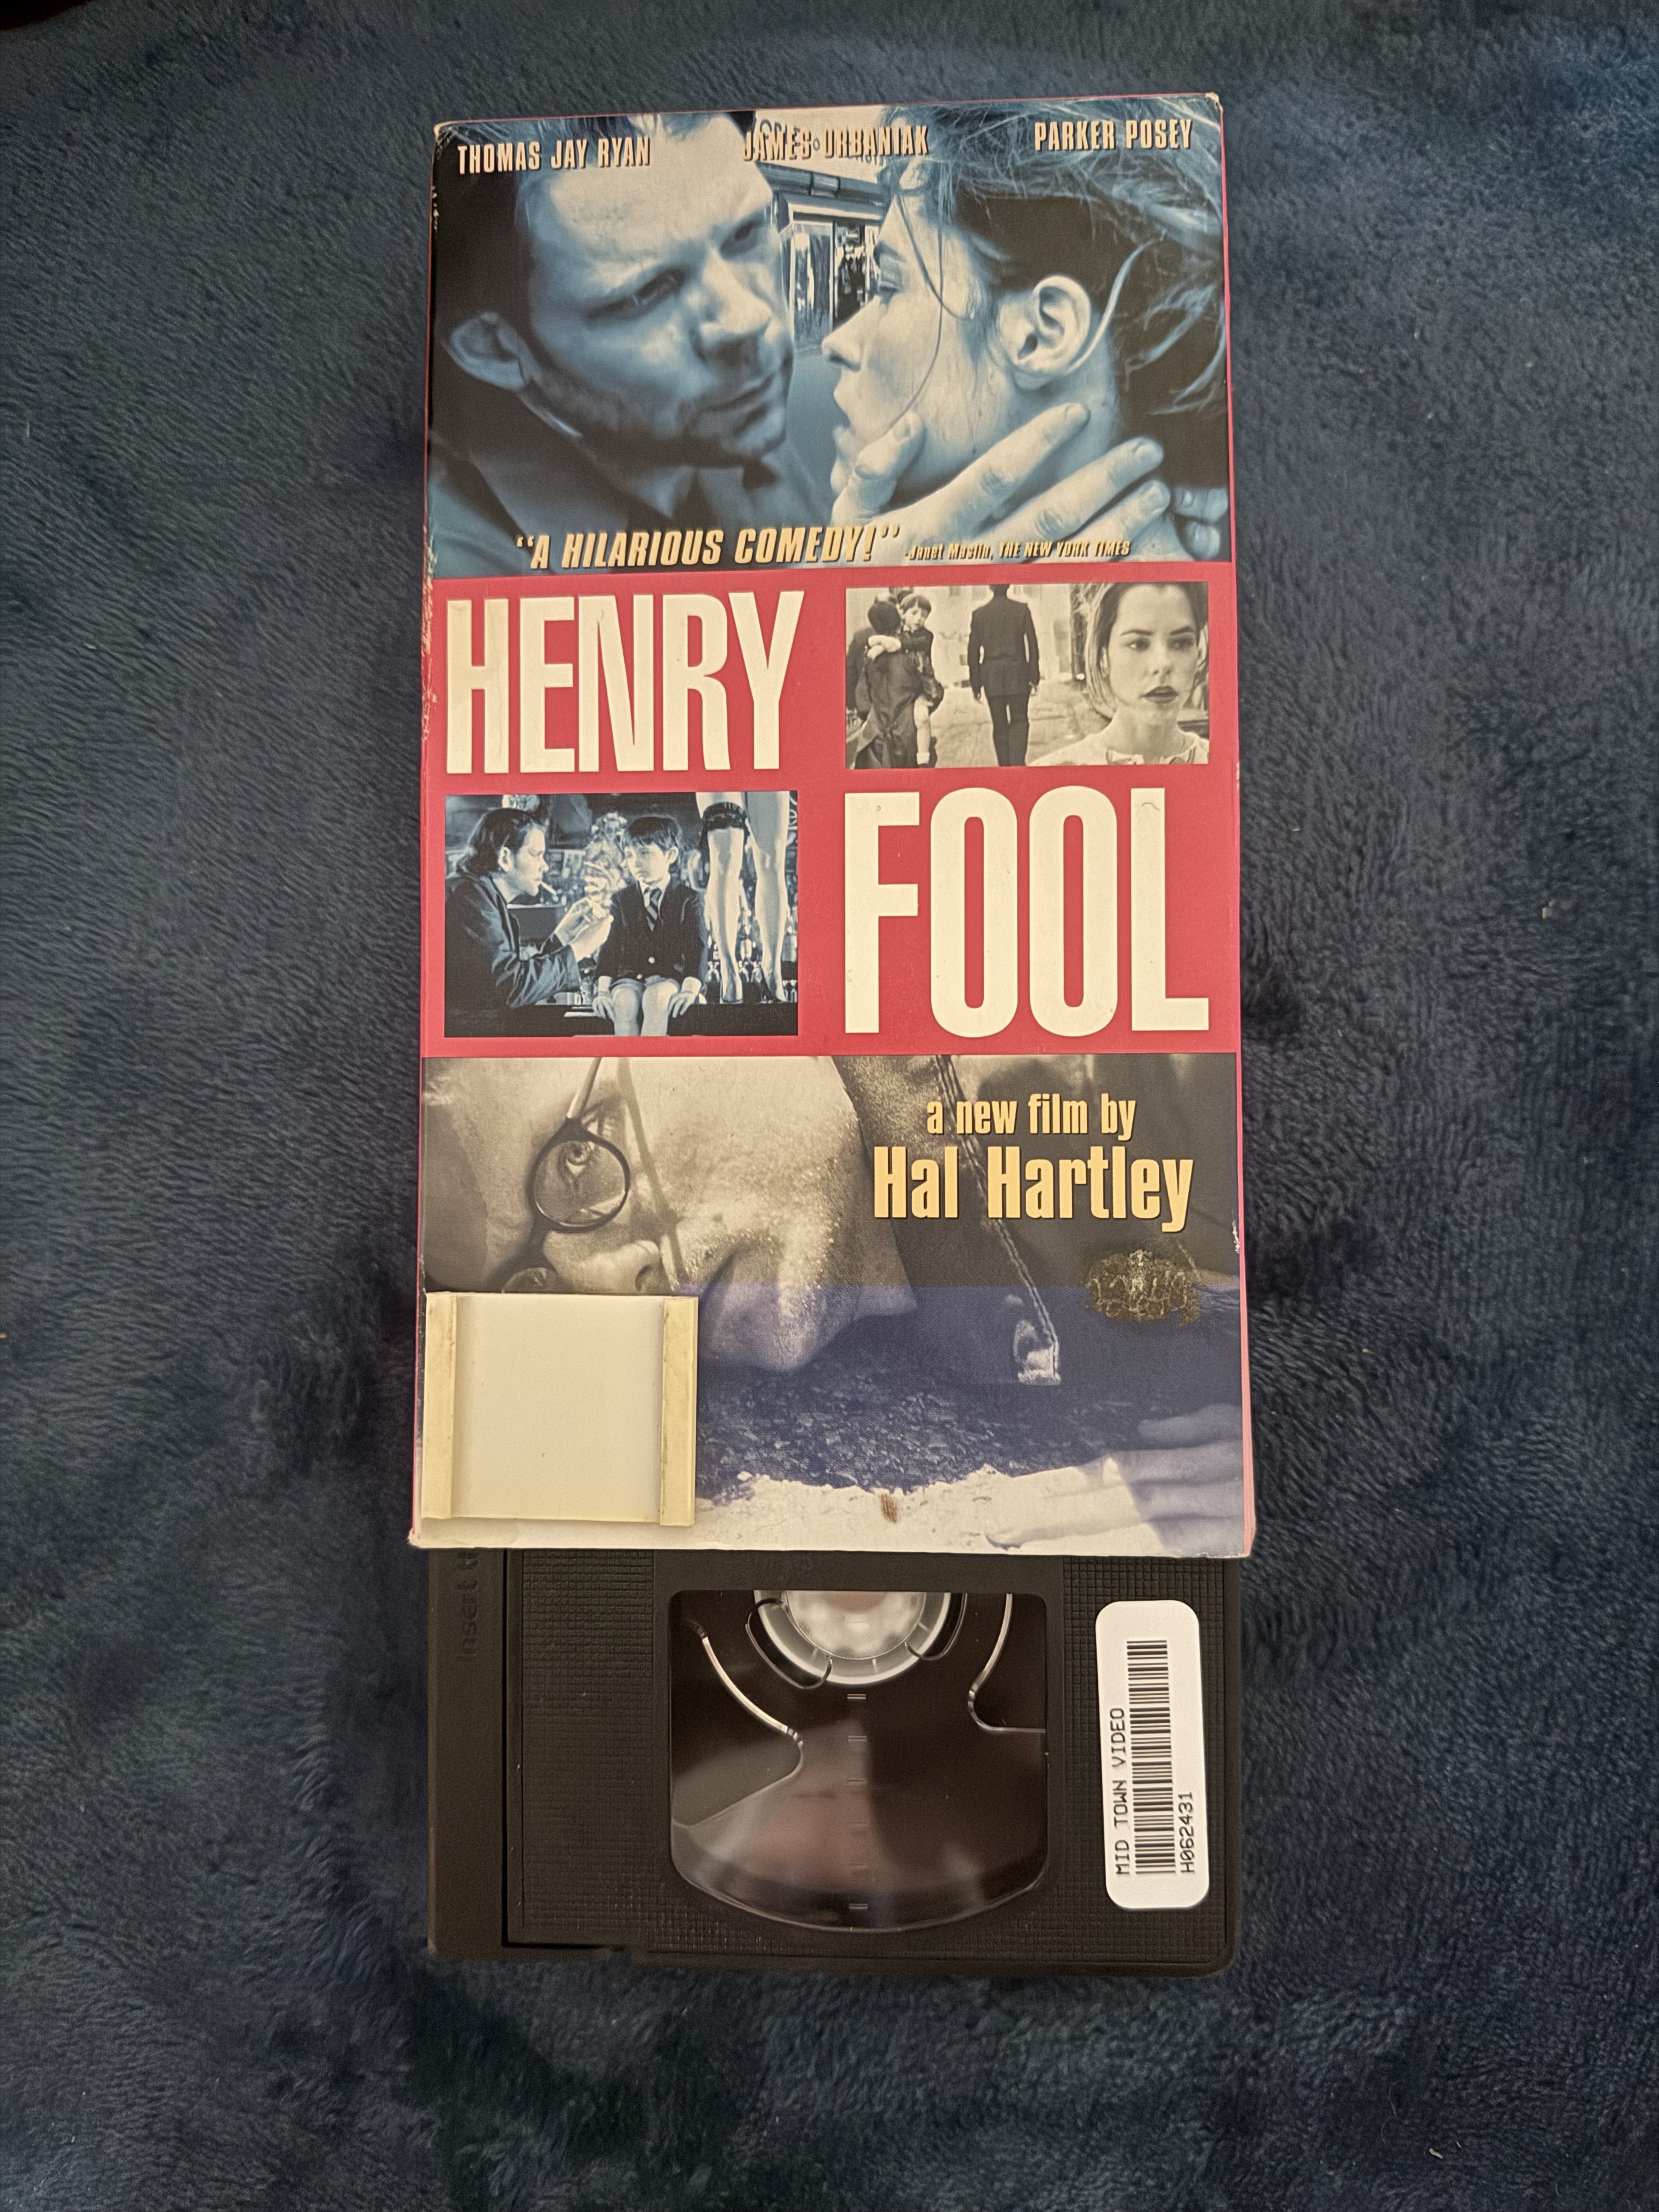 THOMAS JAY RYAN JAMES URBANIAK PARKER POSEY
“A HILARIOUS COMEDY!” -Janet Maslin, THE NEW YORK TIMES
HENRY
FOOL
a new film by
Hal Hartley
MID TOWN VIDEO
H062431